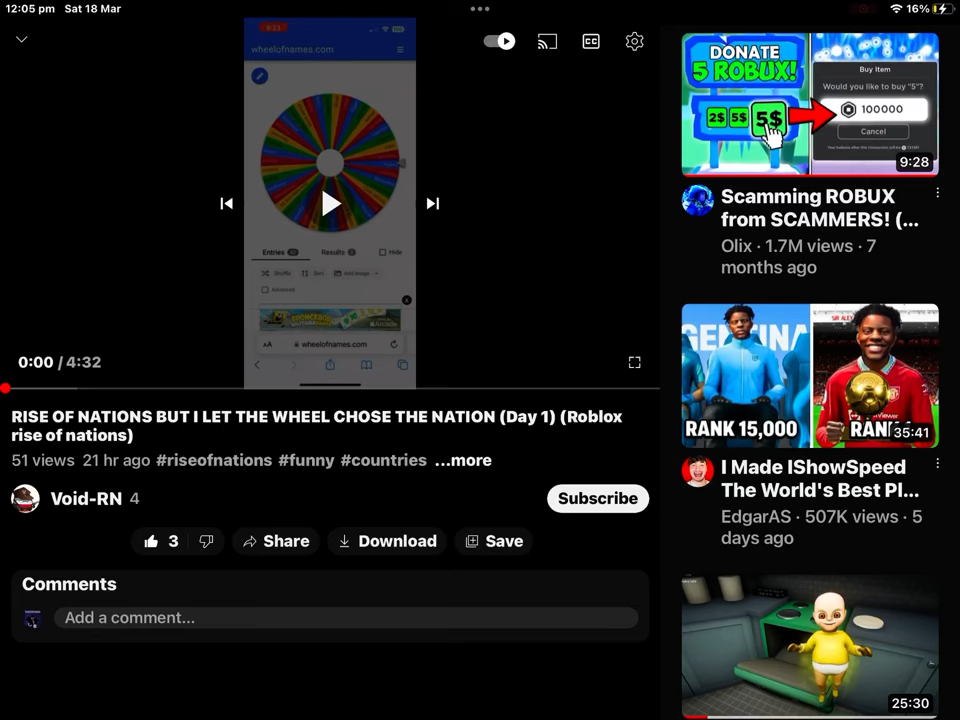 12:05 pm Sat 18 Mar
16%
wheelofnames.com
Entries
Results
Hide
Shuffle
Sort
Add image
Advanced
Arcade
AA wheelofnames.com
CC
0:00 / 4:32
RISE OF NATIONS BUT I LET THE WHEEL CHOSE THE NATION (Day 1) (Roblox
rise of nations)
51 views 21 hr ago #riseofnations #funny #countries ...more
Void-RN 4
Subscribe
3 Share Download Save
Comments
Add a comment...
DONATE
5 ROBUX!
2$ 5$ 5$
Buy Item
Would you like to buy "5"?
100000
Cancel
9:28
Scamming ROBUX
from SCAMMERS! (...
Olix · 1.7M views · 7
months ago
RANK 15,000
35:41
I Made IShowSpeed
The World's Best Pl...
EdgarAS · 507K views · 5
days ago
25:30